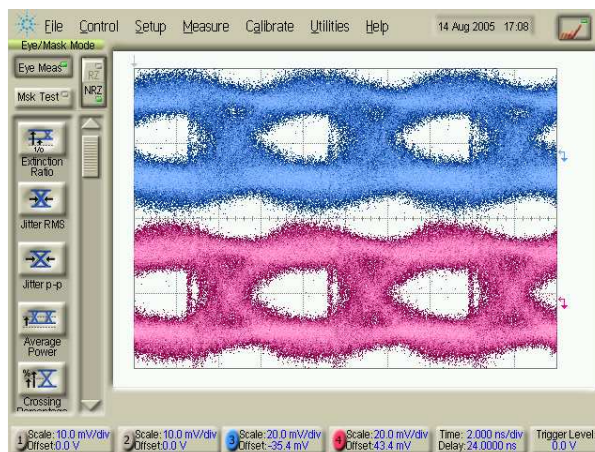 File Control Setup Measure Calibrate Utilities Help 14 Aug 2005 17:08
Eye/Mask Mode
Eye Meas
RZ
NRZ
Msk Test
1/0
Extinction
Ratio
Jitter RMS
Jitter p-p
Average
Power
%
Crossing
1 Scale: 10.0 mV/div
Offset:0.0 V
2 Scale: 10.0 mV/div
Offset:0.0 V
3 Scale: 20.0 mV/div
Offset:-35.4 mV
4 Scale: 20.0 mV/div
Offset:43.4 mV
Time: 2.000 ns/div
Delay:24.0000 ns
Trigger Level
0.0 V